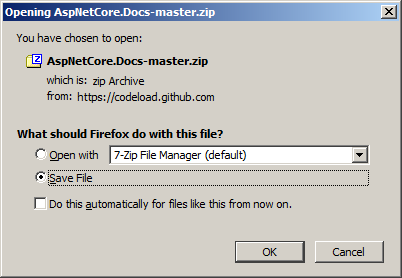 Opening AspNetCore.Docs-master.zip
You have chosen to open:
AspNetCore.Docs-master.zip
which is: zip Archive
from: https://codeload.github.com
What should Firefox do with this file?
Open with 7-Zip File Manager (default)
Save File
Do this automatically for files like this from now on.
OK Cancel